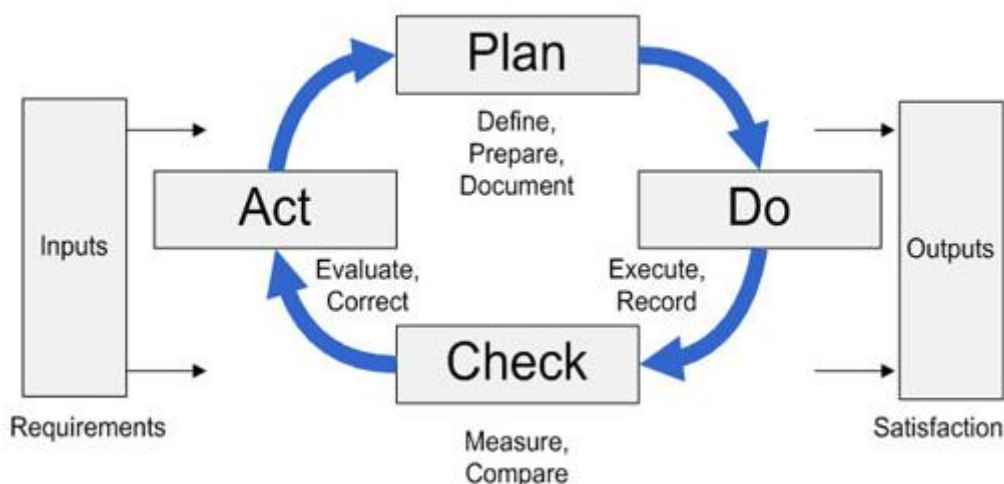 Plan
Define,
Prepare,
Document
Act
Do
Inputs
Outputs
Evaluate,
Correct
Execute,
Record
Check
Requirements
Satisfaction
Measure,
Compare